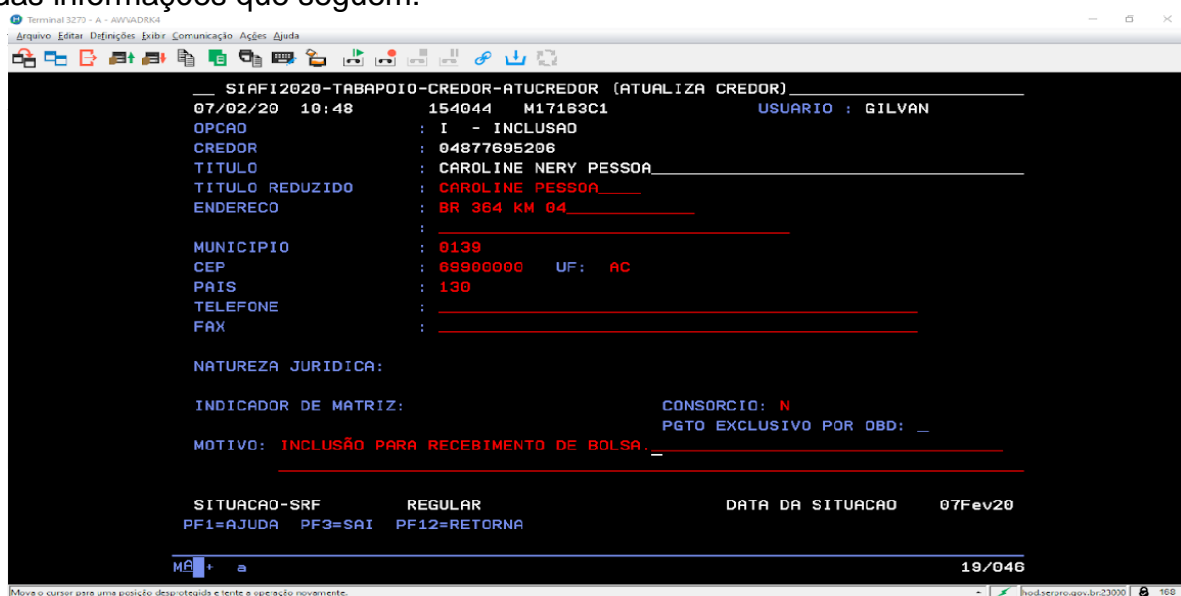 das informações que seguem.
Terminal 3270 - A - AWVADRK4
Arquivo Editar Definições Exibir Comunicação Ações Ajuda
__ SIAFI2020-TABAPOIO-CREDOR-ATUCREDOR (ATUALIZA CREDOR)
07/02/20 10:48 154044 M17163C1 USUARIO : GILVAN
OPCAO : I - INCLUSAO
CREDOR : 04877695206
TITULO : CAROLINE NERY PESSOA
TITULO REDUZIDO : CAROLINE PESSOA
ENDERECO : BR 364 KM 04
:
MUNICIPIO : 0139
CEP : 69900000 UF: AC
PAIS : 130
TELEFONE :
FAX :
NATUREZA JURIDICA:
INDICADOR DE MATRIZ: CONSORCIO: N
PGTO EXCLUSIVO POR OBD: _
MOTIVO: INCLUSÃO PARA RECEBIMENTO DE BOLSA.
SITUACAO-SRF REGULAR DATA DA SITUACAO 07Fev20
PF1=AJUDA PF3=SAI PF12=RETORNA
MA + a 19/046
Mova o cursor para uma posição desprotegida e tente a operação novamente. hod.serpro.gov.br:23000 168